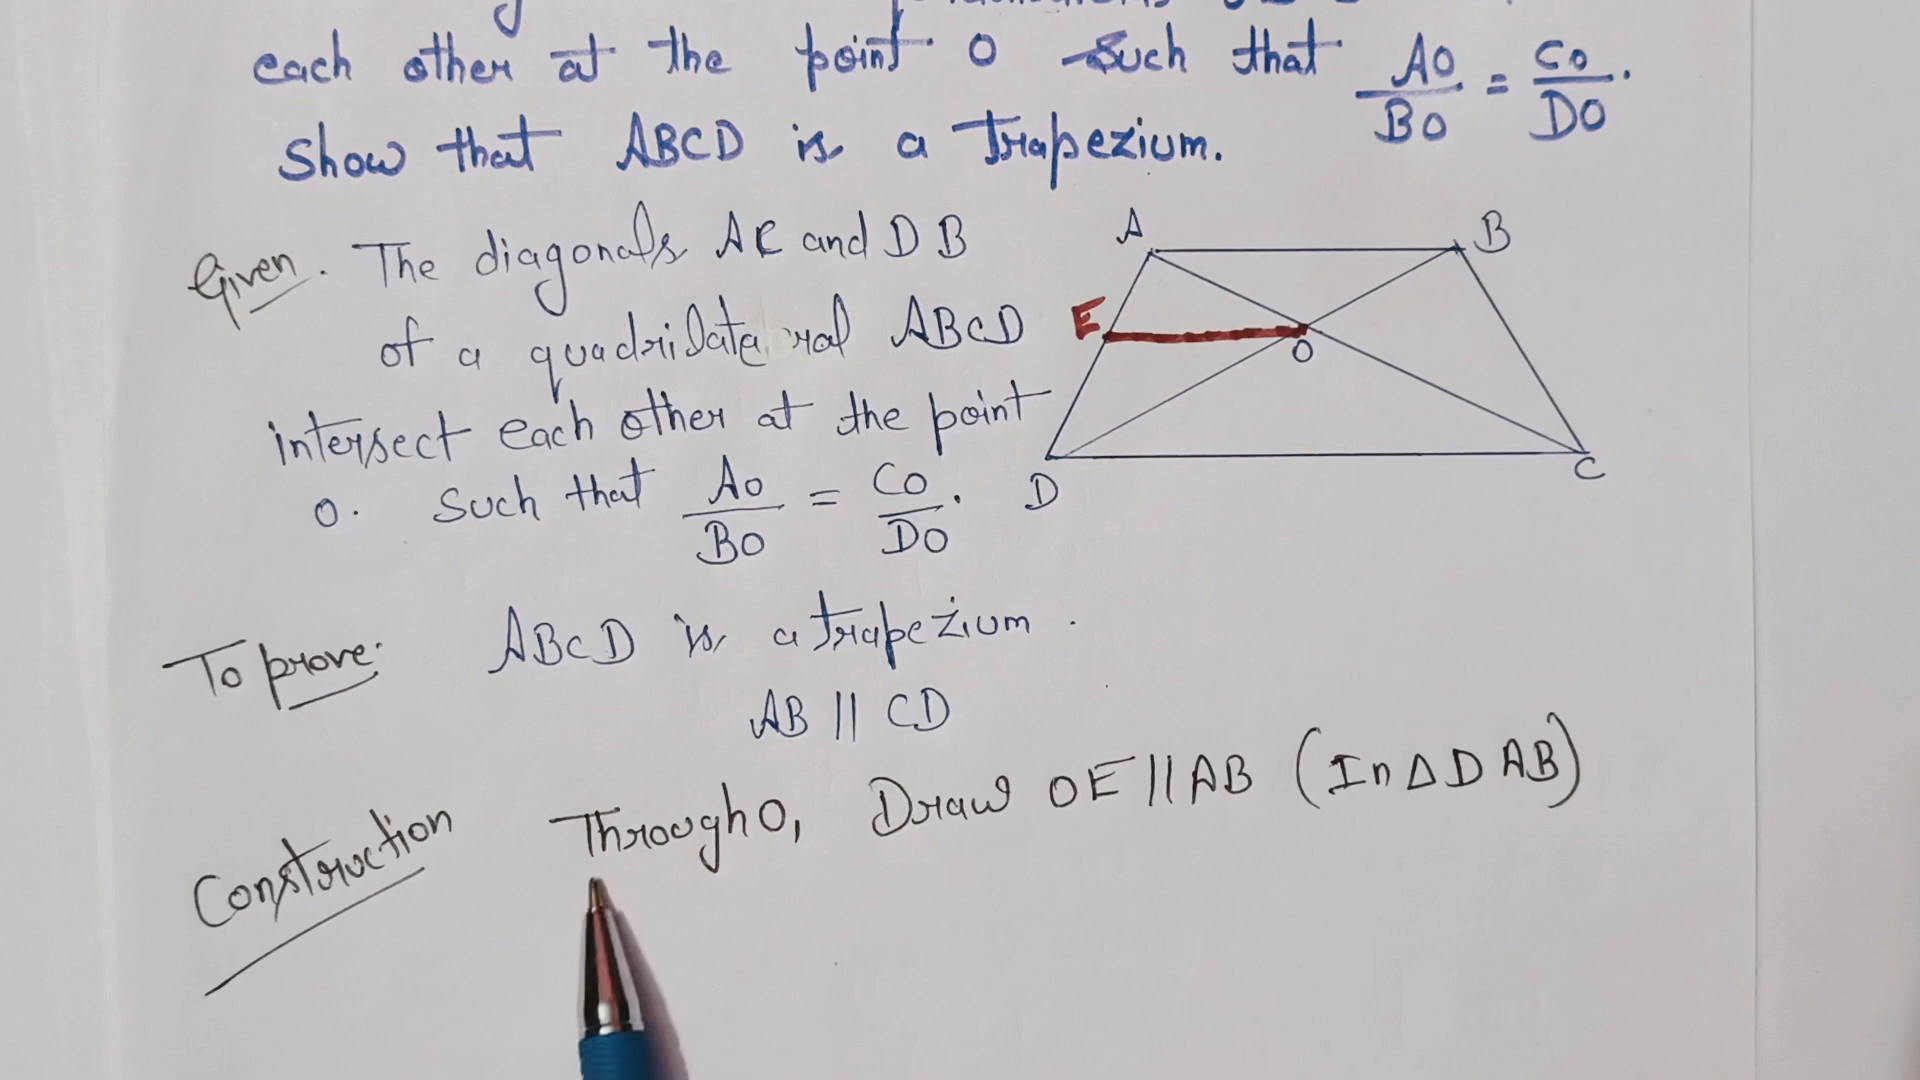 each other at the point O such that AO/BO = CO/DO.
Show that ABCD is a Trapezium.
Given. The diagonals AC and DB
of a quadrilateral ABCD
intersect each other at the point
O. Such that AO/BO = CO/DO.
A B
E O
D C
To prove: ABCD is a trapezium.
AB || CD
Construction Through O, Draw OE || AB (In △DAB)